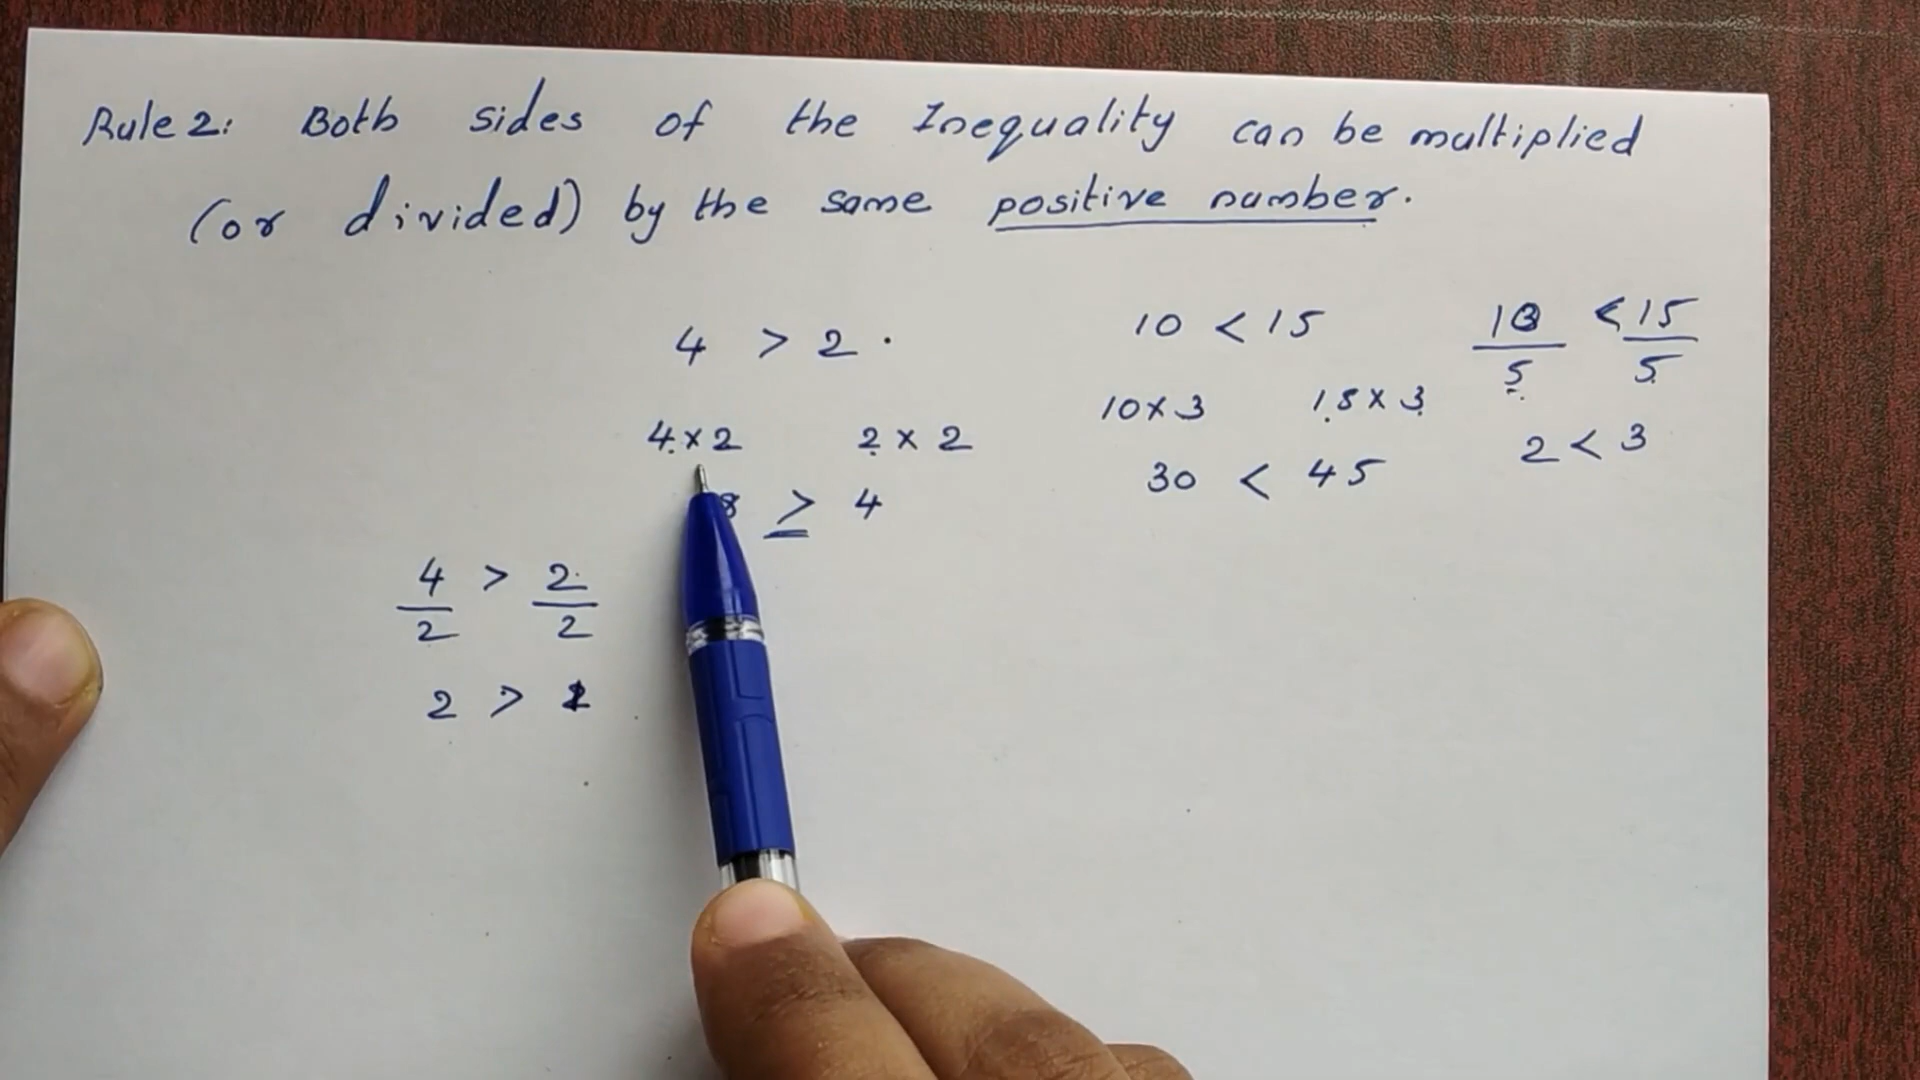 Rule 2: Both sides of the Inequality can be multiplied
(or divided) by the same positive number.
4 > 2
4 × 2 2 × 2
8 > 4
4/2 > 2/2
2 > 1
10 < 15
10 × 3 15 × 3
30 < 45
10/5 < 15/5
2 < 3